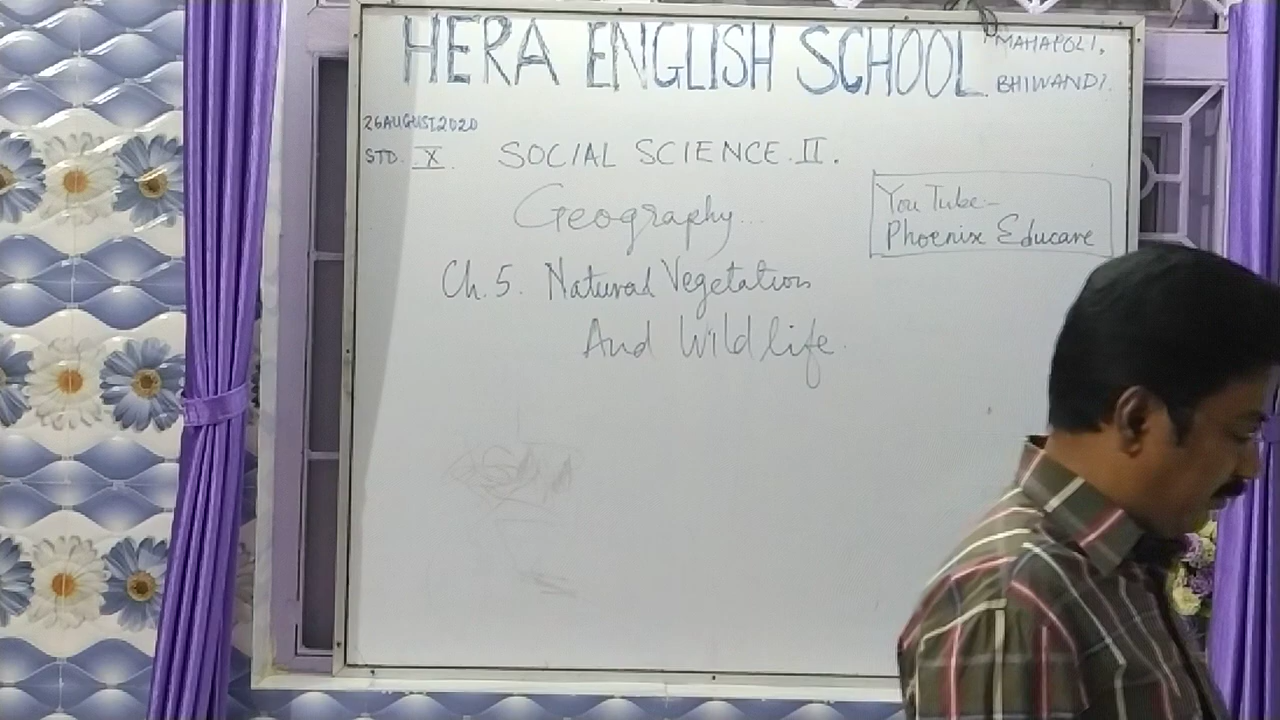 HERA ENGLISH SCHOOL
MAHAPOLI,
BHIWANDI.
26AUGUST2020
STD. X.
SOCIAL SCIENCE.II.
Geography...
You Tube:-
Phoenix Educare
Ch.5. Natural Vegetation
And Wildlife.